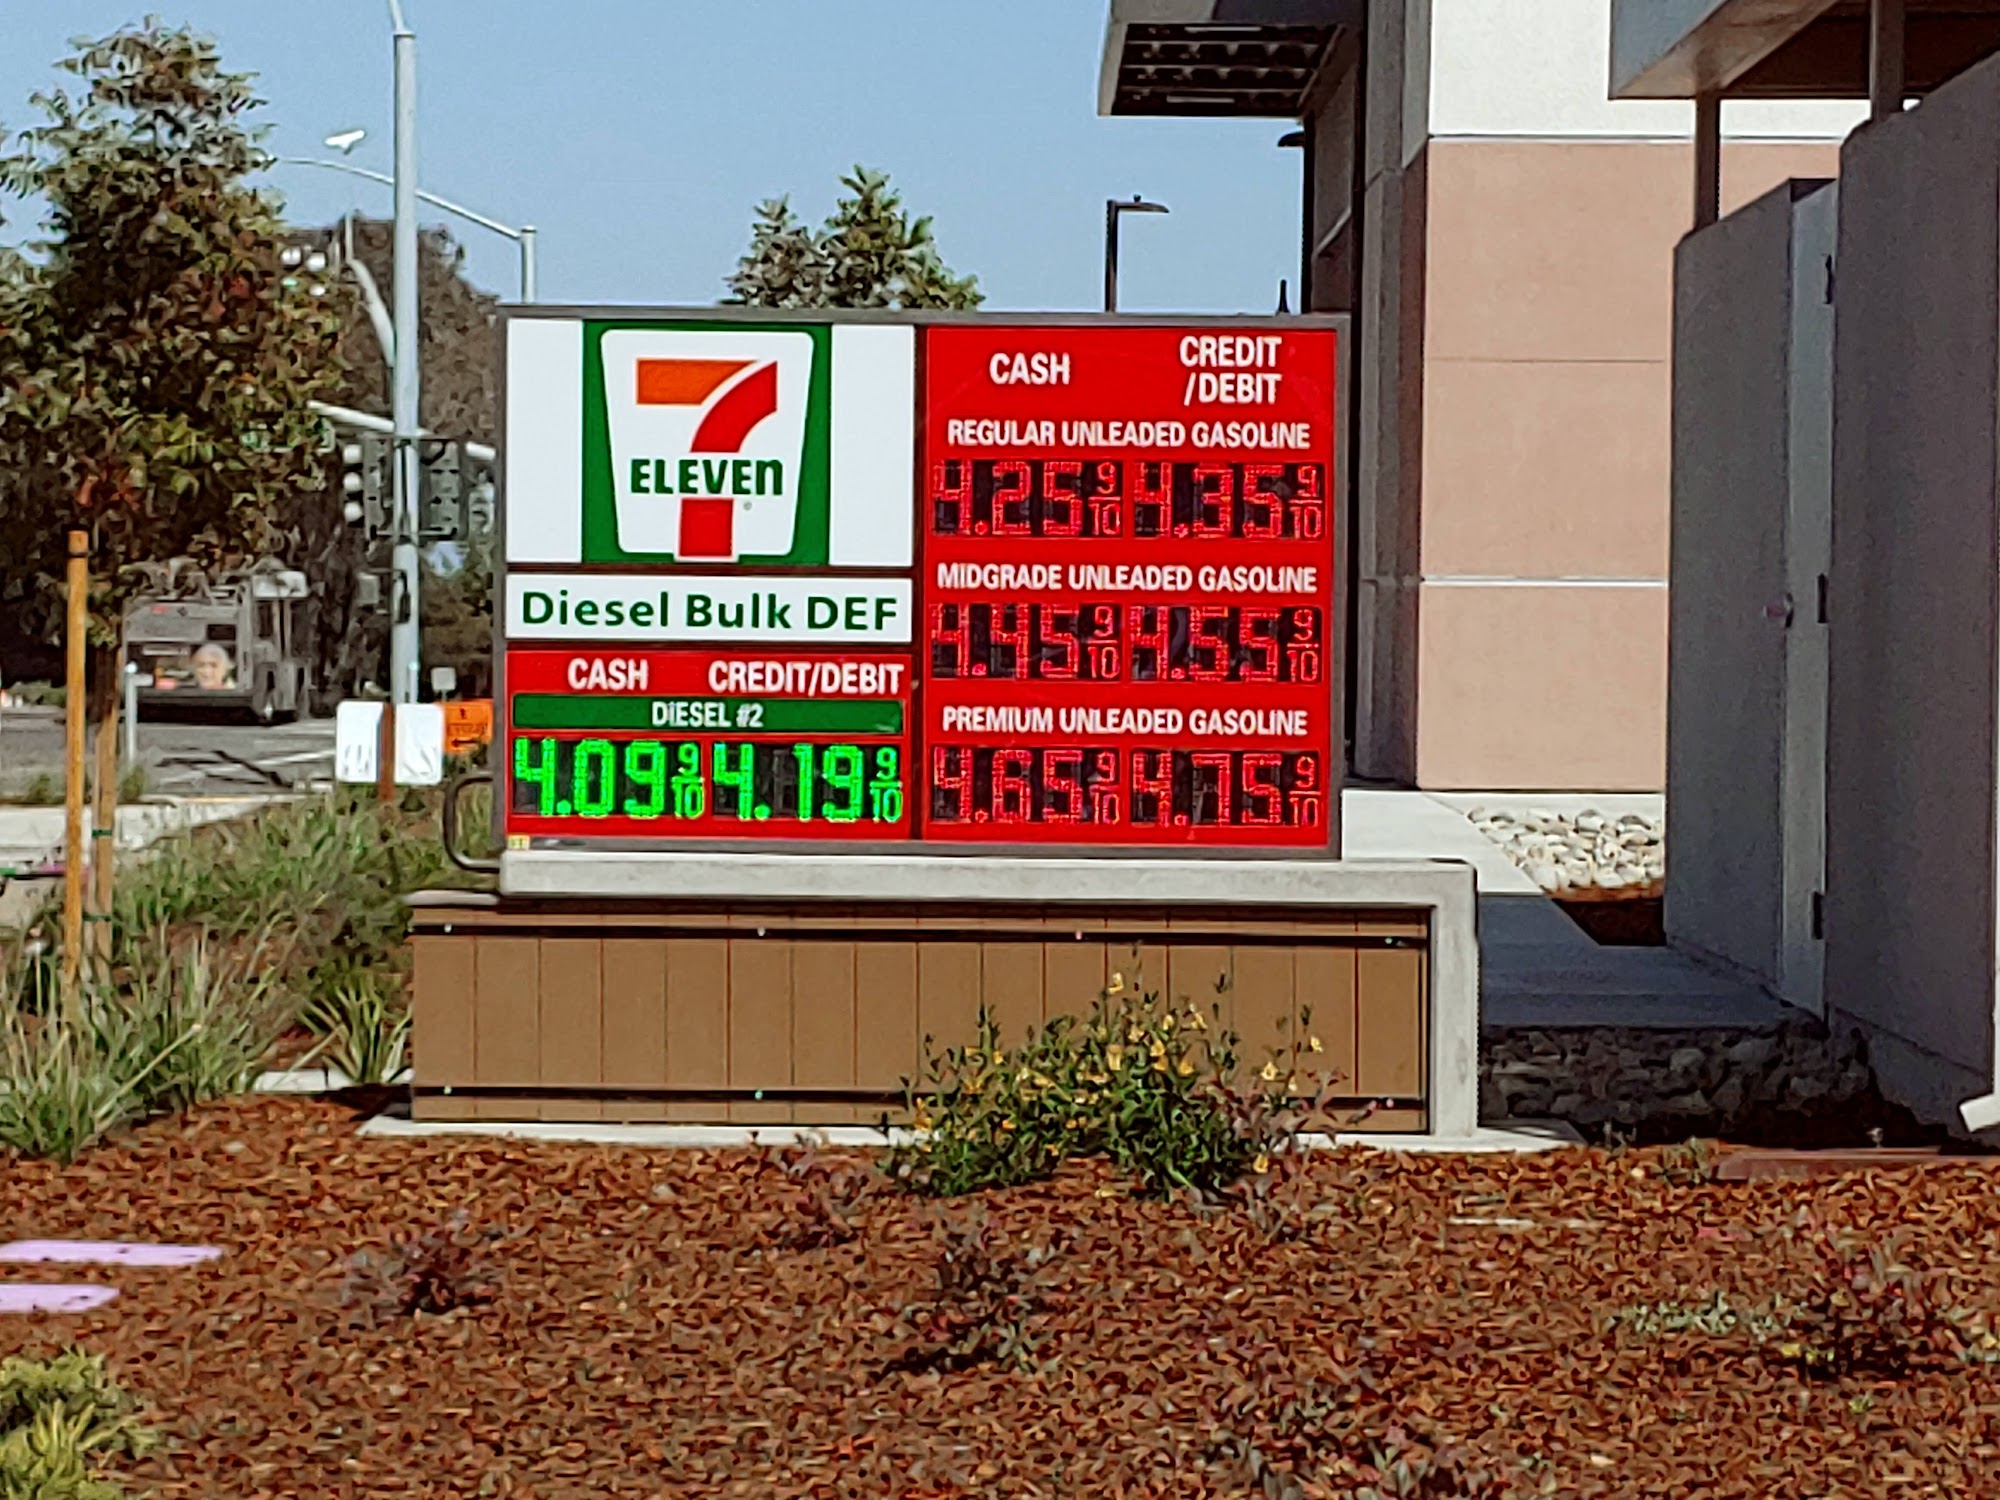 7
ELEVEN
Diesel Bulk DEF
CASH CREDIT/DEBIT
DIESEL #2
4.09 9/10 4.19 9/10
CASH CREDIT
/DEBIT
REGULAR UNLEADED GASOLINE
4.25 9/10 4.35 9/10
MIDGRADE UNLEADED GASOLINE
4.45 9/10 4.55 9/10
PREMIUM UNLEADED GASOLINE
4.65 9/10 4.75 9/10